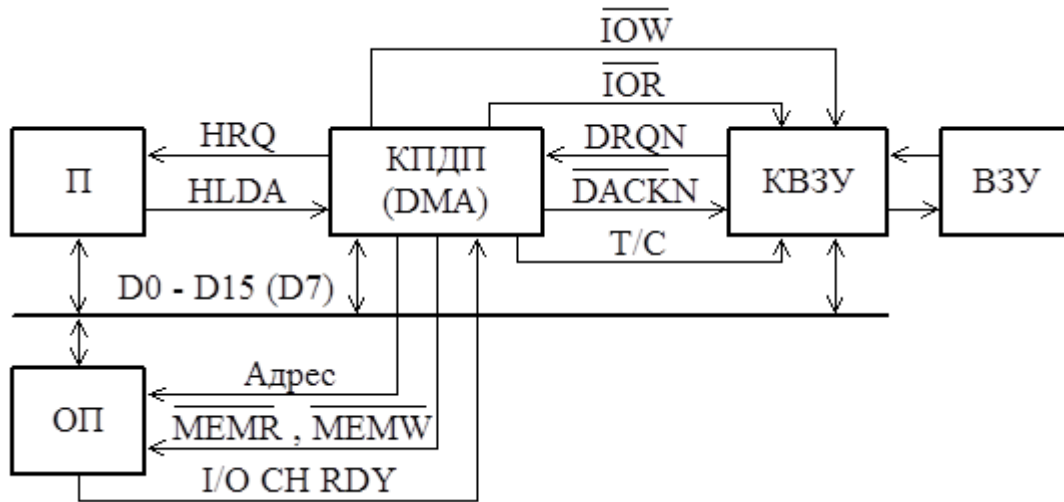 IOW
IOR
HRQ
КПДП
DRQN
П
(DMA)
КВЗУ
ВЗУ
HLDA
DACKN
T/C
D0 - D15 (D7)
Адрес
ОП
MEMR , MEMW
I/O CH RDY